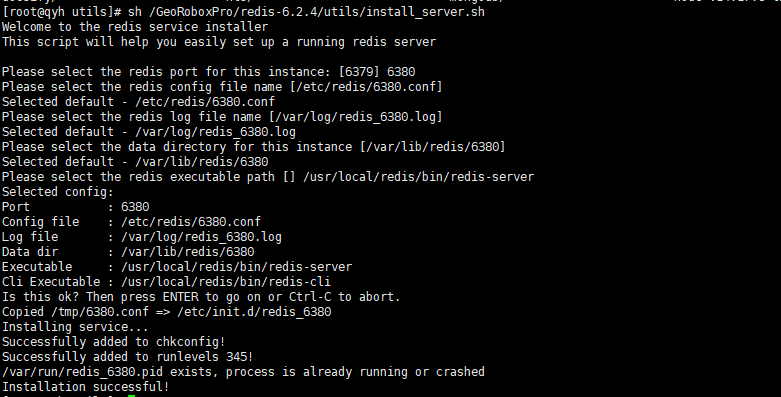 [root@qyh utils]# sh /GeoRoboxPro/redis-6.2.4/utils/install_server.sh
Welcome to the redis service installer
This script will help you easily set up a running redis server
Please select the redis port for this instance: [6379] 6380
Please select the redis config file name [/etc/redis/6380.conf]
Selected default - /etc/redis/6380.conf
Please select the redis log file name [/var/log/redis_6380.log]
Selected default - /var/log/redis_6380.log
Please select the data directory for this instance [/var/lib/redis/6380]
Selected default - /var/lib/redis/6380
Please select the redis executable path [] /usr/local/redis/bin/redis-server
Selected config:
Port           : 6380
Config file    : /etc/redis/6380.conf
Log file       : /var/log/redis_6380.log
Data dir       : /var/lib/redis/6380
Executable     : /usr/local/redis/bin/redis-server
Cli Executable : /usr/local/redis/bin/redis-cli
Is this ok? Then press ENTER to go on or Ctrl-C to abort.
Copied /tmp/6380.conf => /etc/init.d/redis_6380
Installing service...
Successfully added to chkconfig!
Successfully added to runlevels 345!
/var/run/redis_6380.pid exists, process is already running or crashed
Installation successful!